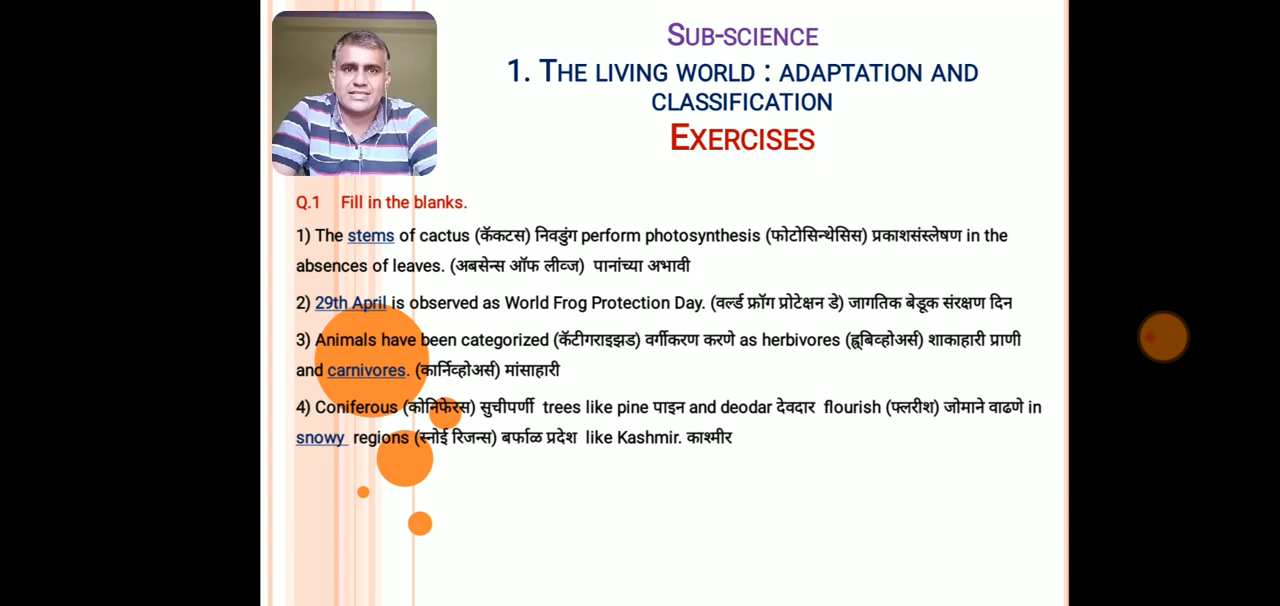 SUB-SCIENCE
1. THE LIVING WORLD : ADAPTATION AND
CLASSIFICATION
EXERCISES
Q.1 Fill in the blanks.
1) The stems of cactus (कॅकटस) निवडुंग perform photosynthesis (फोटोसिन्थेसिस) प्रकाशसंस्लेषण in the
absences of leaves. (अबसेन्स ऑफ लीव्ज) पानांच्या अभावी
2) 29th April is observed as World Frog Protection Day. (वर्ल्ड फ्रॉग प्रोटेक्षन डे) जागतिक बेडूक संरक्षण दिन
3) Animals have been categorized (कॅटीगराइझड) वर्गीकरण करणे as herbivores (हृबिव्होअर्स) शाकाहारी प्राणी
and carnivores. (कार्निव्होअर्स) मांसाहारी
4) Coniferous (कोनिफेरस) सुचीपर्णी trees like pine पाइन and deodar देवदार flourish (फ्लरीश) जोमाने वाढणे in
snowy regions (स्नोई रिजन्स) बर्फाळ प्रदेश like Kashmir. काश्मीर